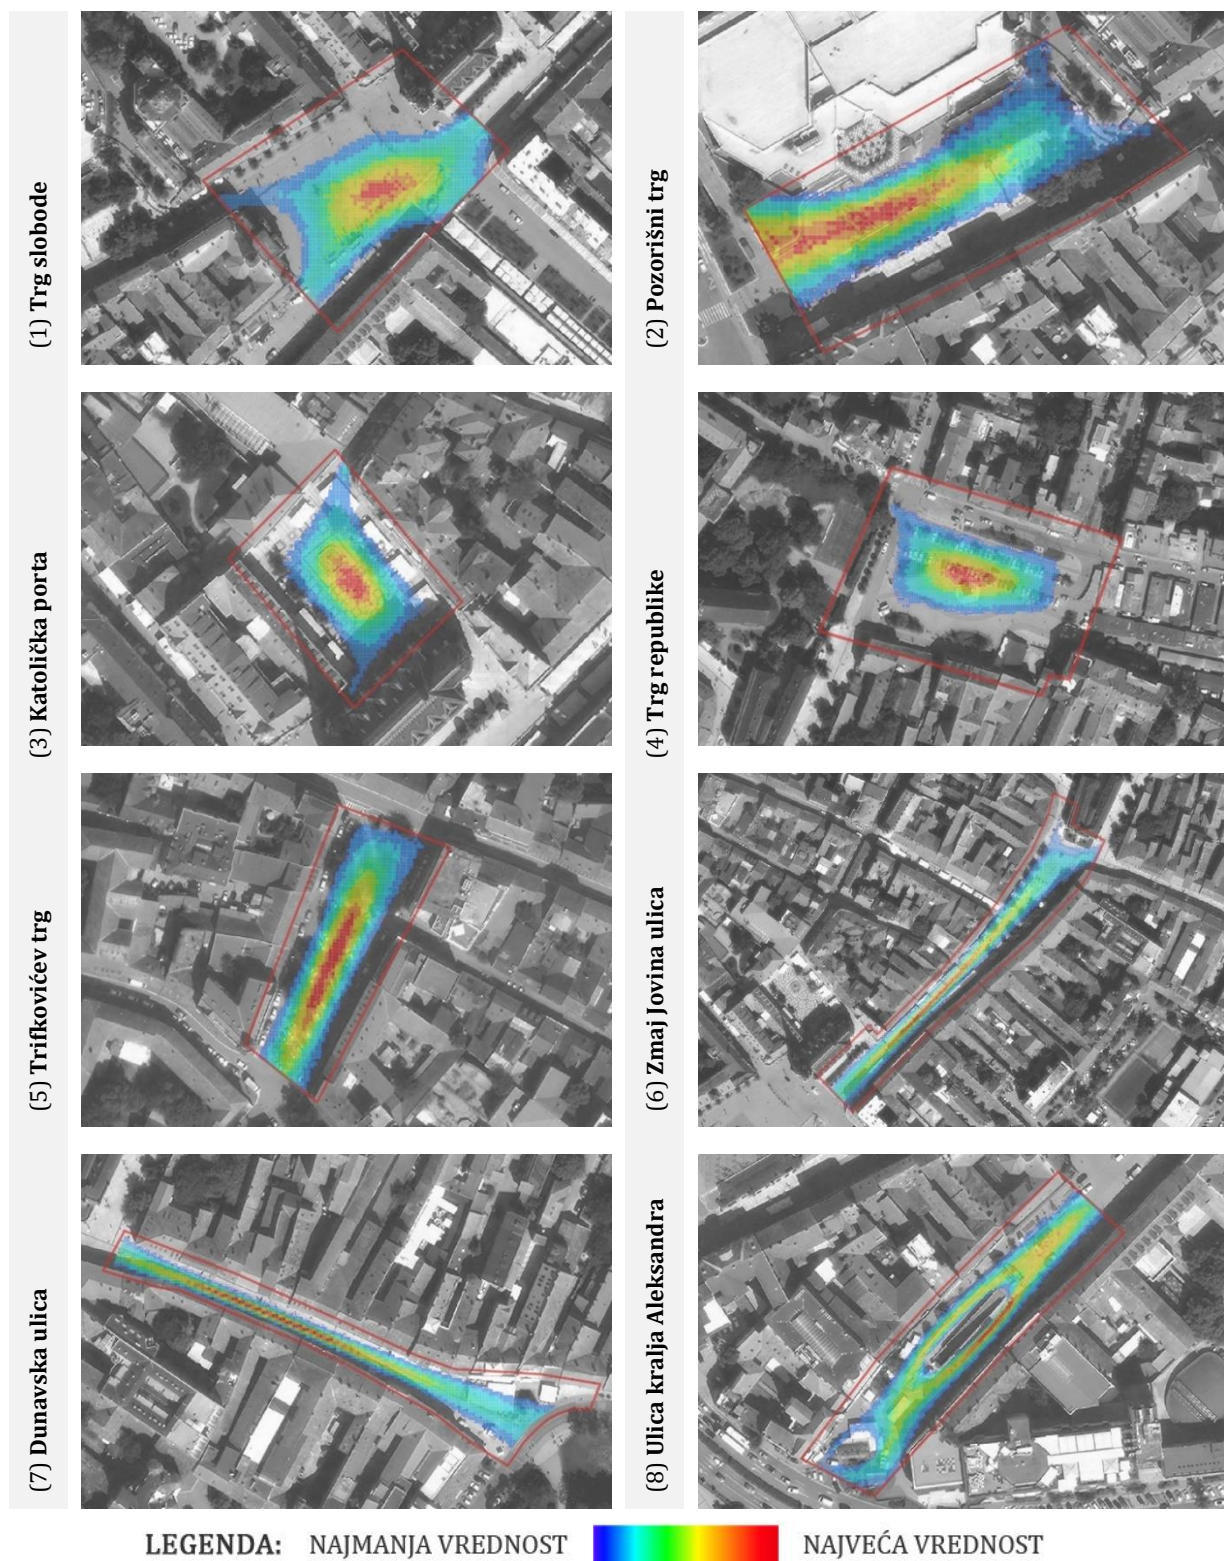 (1) Trg slobode
(2) Pozorišni trg
(3) Katolička porta
(4) Trg republike
(5) Trifkovićev trg
(6) Zmaj Jovina ulica
(7) Dunavska ulica
(8) Ulica kralja Aleksandra
LEGENDA: NAJMANJA VREDNOST NAJVEĆA VREDNOST